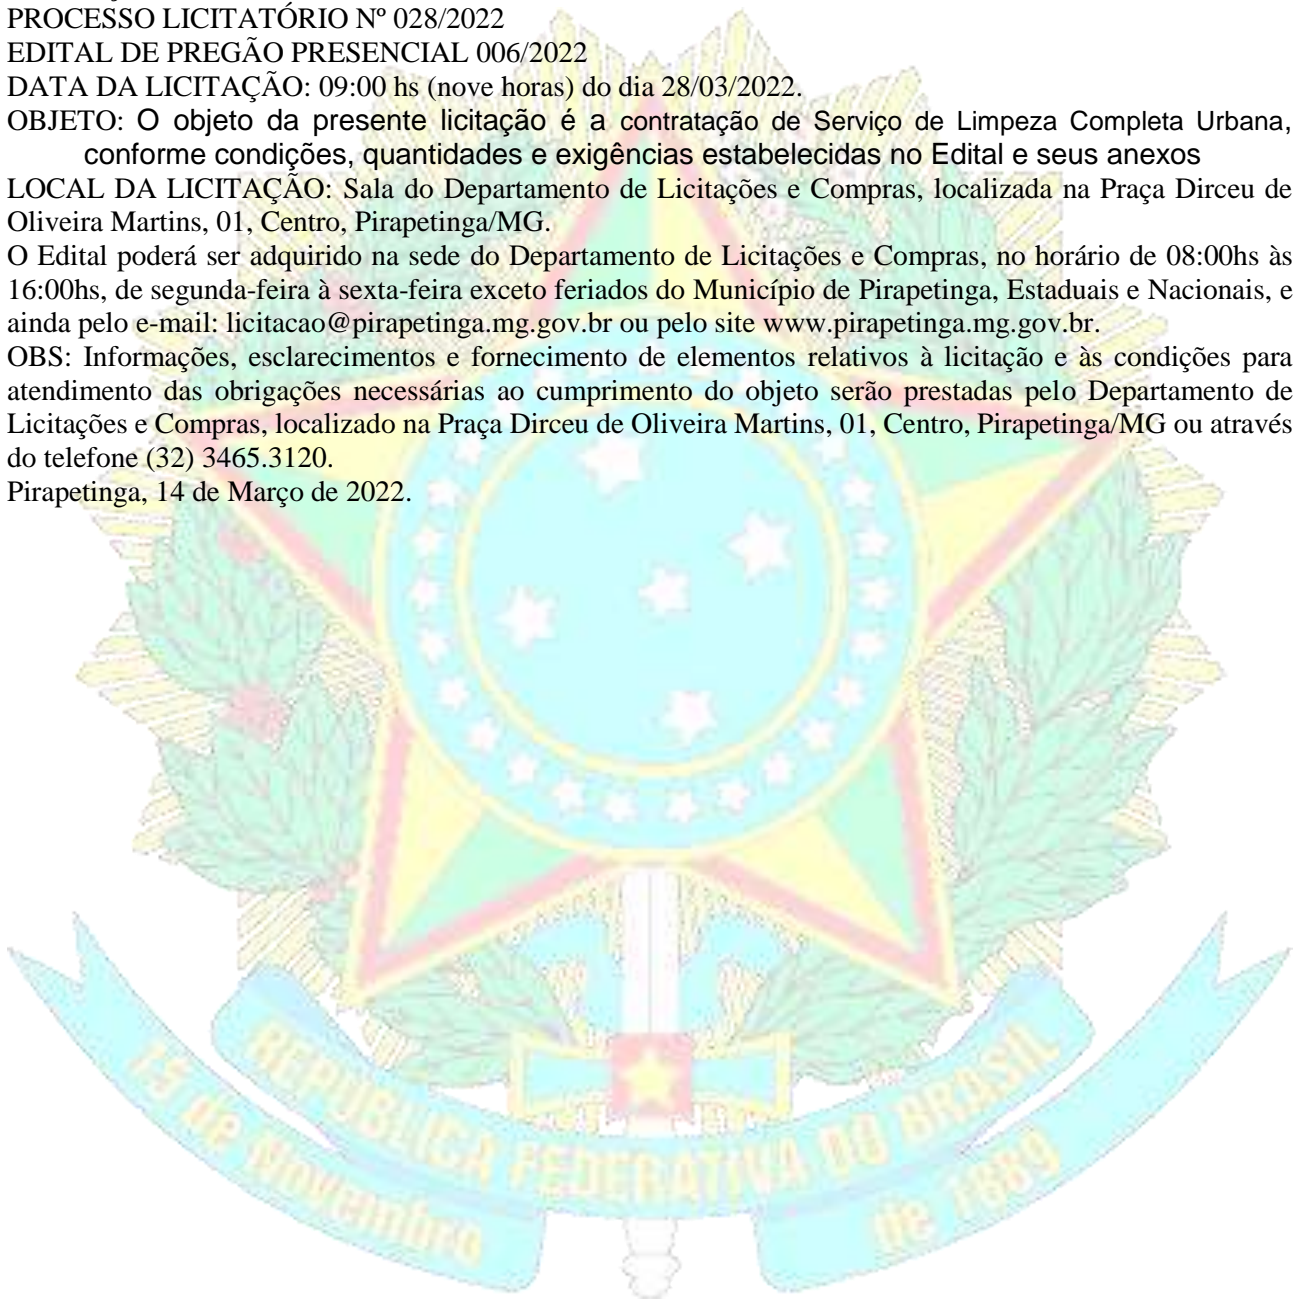 PROCESSO LICITATÓRIO Nº 028/2022
EDITAL DE PREGÃO PRESENCIAL 006/2022
DATA DA LICITAÇÃO: 09:00 hs (nove horas) do dia 28/03/2022.
OBJETO: O objeto da presente licitação é a contratação de Serviço de Limpeza Completa Urbana,
conforme condições, quantidades e exigências estabelecidas no Edital e seus anexos
LOCAL DA LICITAÇÃO: Sala do Departamento de Licitações e Compras, localizada na Praça Dirceu de
Oliveira Martins, 01, Centro, Pirapetinga/MG.
O Edital poderá ser adquirido na sede do Departamento de Licitações e Compras, no horário de 08:00hs às
16:00hs, de segunda-feira à sexta-feira exceto feriados do Município de Pirapetinga, Estaduais e Nacionais, e
ainda pelo e-mail: licitacao@pirapetinga.mg.gov.br ou pelo site www.pirapetinga.mg.gov.br.
OBS: Informações, esclarecimentos e fornecimento de elementos relativos à licitação e às condições para
atendimento das obrigações necessárias ao cumprimento do objeto serão prestadas pelo Departamento de
Licitações e Compras, localizado na Praça Dirceu de Oliveira Martins, 01, Centro, Pirapetinga/MG ou através
do telefone (32) 3465.3120.
Pirapetinga, 14 de Março de 2022.
REPÚBLICA FEDERATIVA DO BRASIL
15 de Novembro de 1889